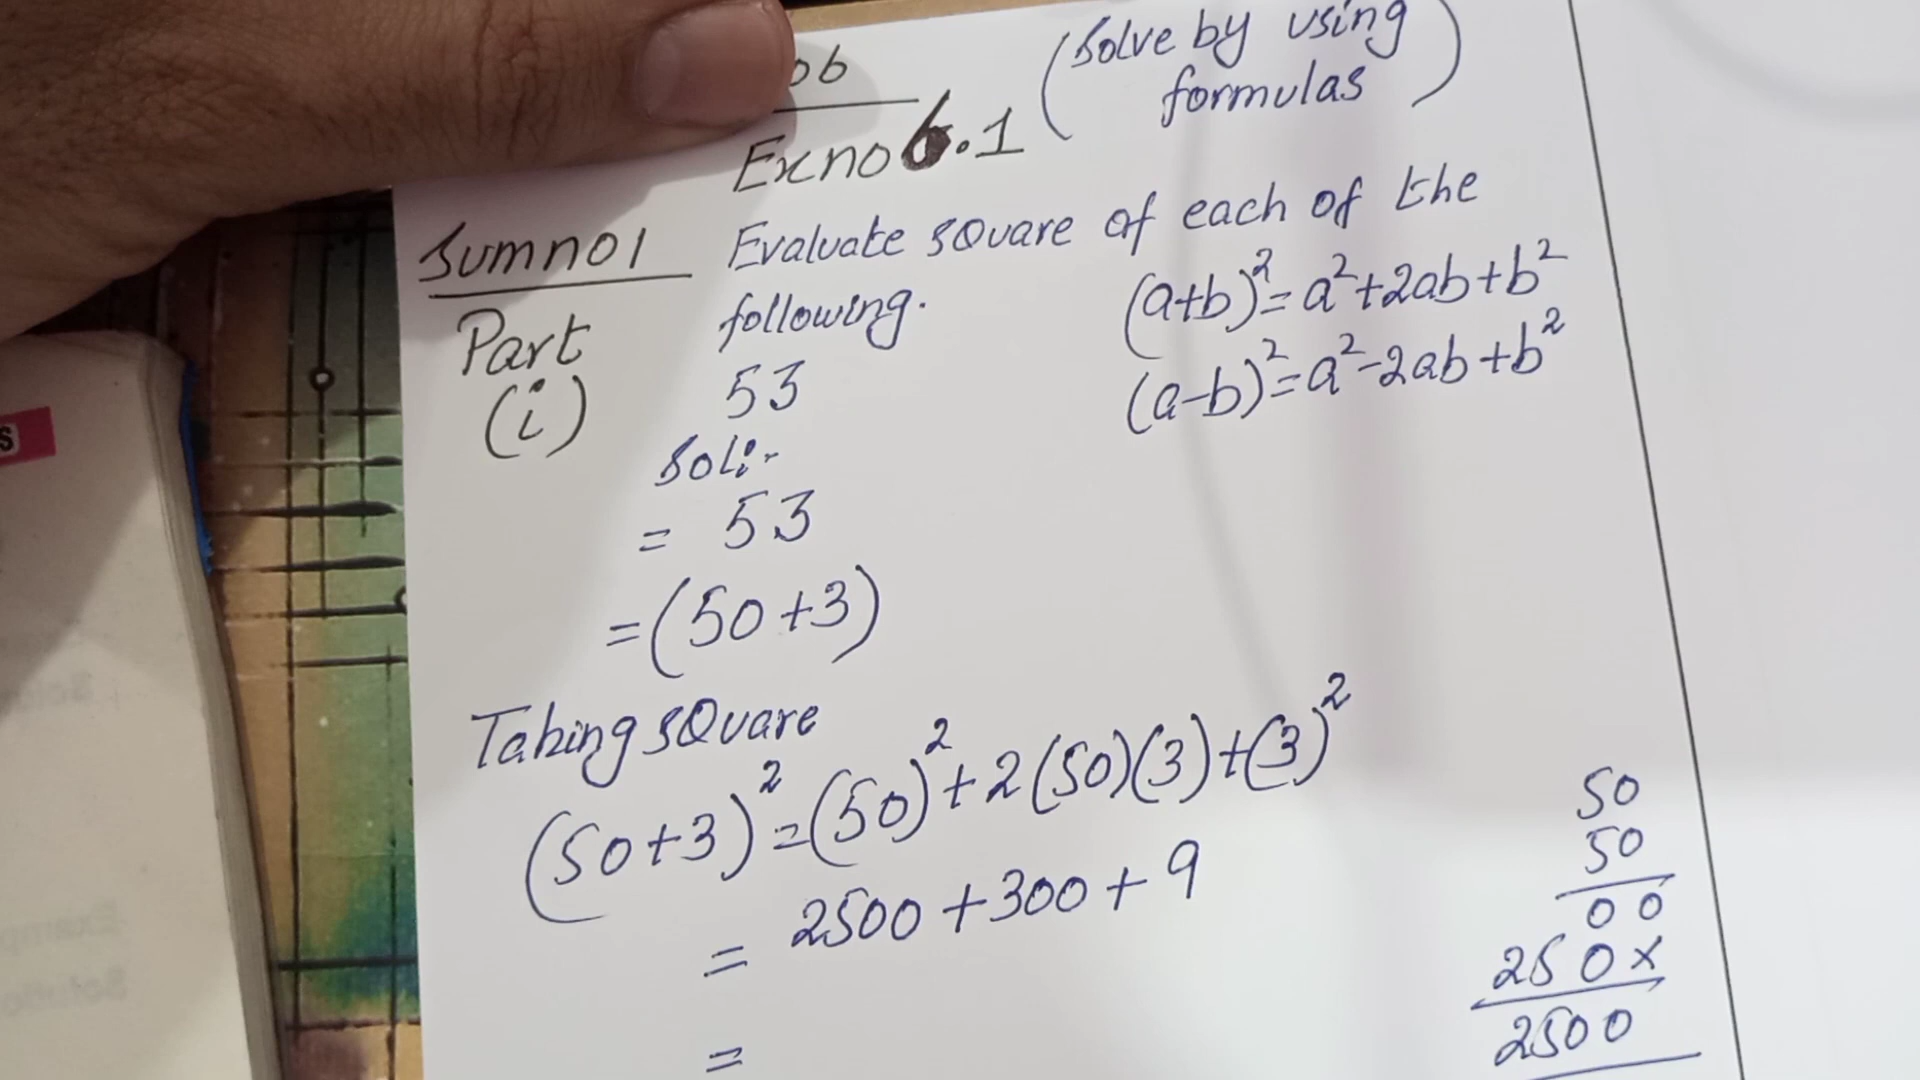 06
(Solve by using
formulas)
Ex no 6.1
Sum no 1 Evaluate square of each of the
following.
Part
(i)
(a+b)²=a²+2ab+b²
(a-b)²=a²-2ab+b²
53
Sol:-
= 53
=(50+3)
Taking square
(50+3)²=(50)²+2(50)(3)+(3)²
= 2500+300+9
=
50
50
00
250×
2500
S